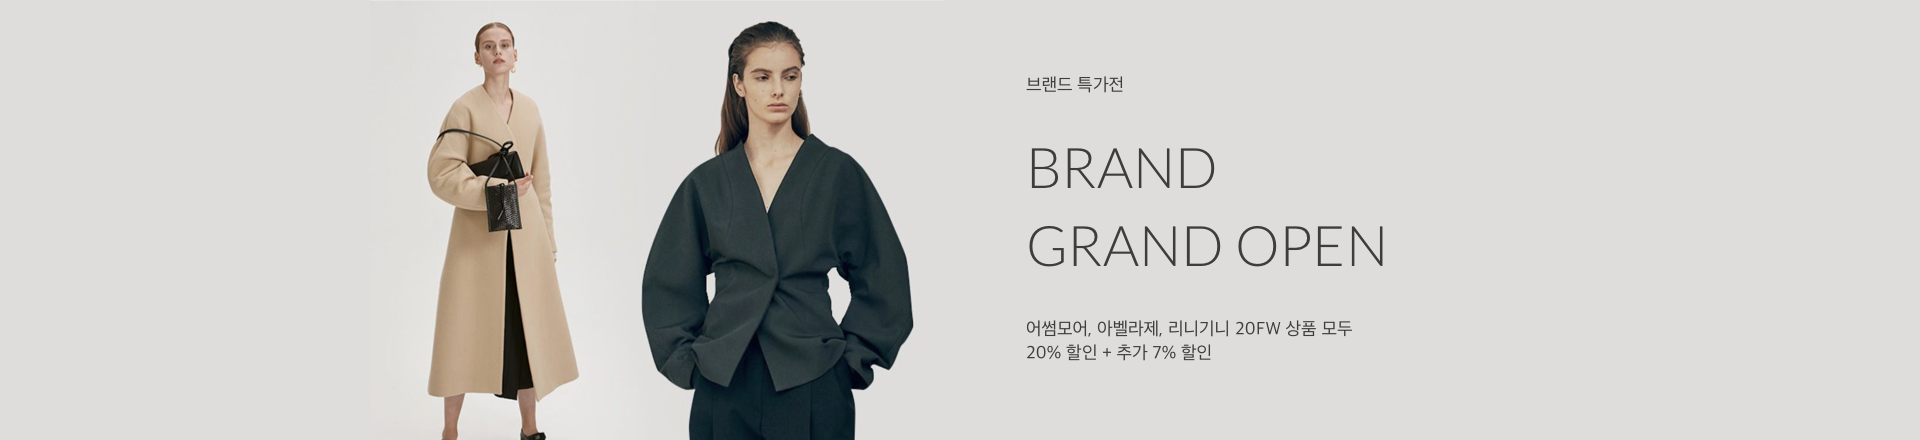 브랜드 특가전
BRAND
GRAND OPEN
어썸모어, 아벨라제, 리니기니 20FW 상품 모두
20% 할인 + 추가 7% 할인